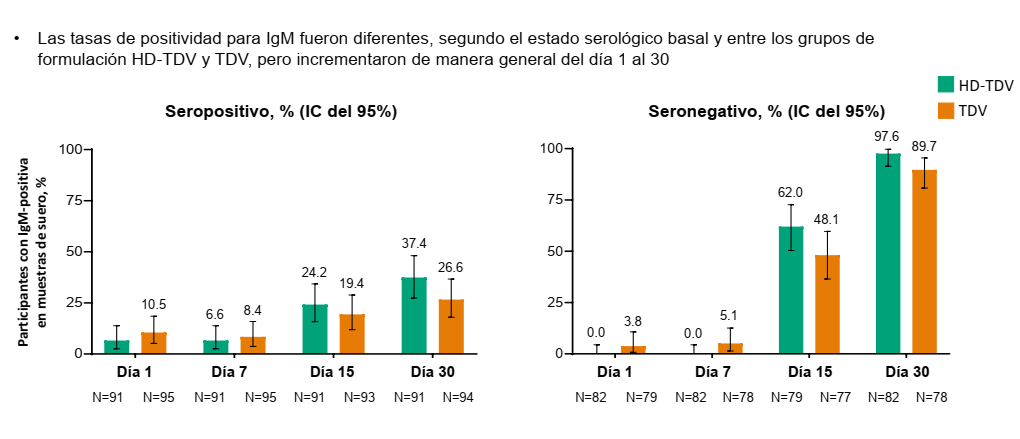 • Las tasas de positividad para IgM fueron diferentes, segundo el estado serológico basal y entre los grupos de
formulación HD-TDV y TDV, pero incrementaron de manera general del día 1 al 30
HD-TDV
TDV
Seropositivo, % (IC del 95%)
Participantes con IgM-positiva
en muestras de suero, %
100
75
50
25
0
10.5
6.6
8.4
24.2
19.4
37.4
26.6
Día 1
Día 7
Día 15
Día 30
N=91 N=95 N=91 N=95 N=91 N=93 N=91 N=94
Seronegativo, % (IC del 95%)
100
75
50
25
0
0.0
3.8
0.0
5.1
62.0
48.1
97.6
89.7
Día 1
Día 7
Día 15
Día 30
N=82 N=79 N=82 N=78 N=79 N=77 N=82 N=78